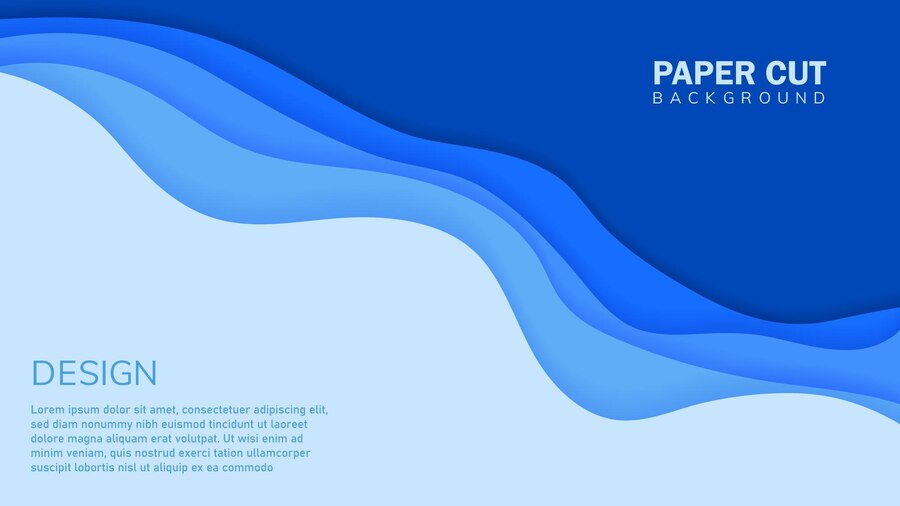 PAPER CUT
BACKGROUND
DESIGN
Lorem ipsum dolor sit amet, consectetuer adipiscing elit,
sed diam nonummy nibh euismod tincidunt ut laoreet
dolore magna aliquam erat volutpat. Ut wisi enim ad
minim veniam, quis nostrud exerci tation ullamcorper
suscipit lobortis nisl ut aliquip ex ea commodo